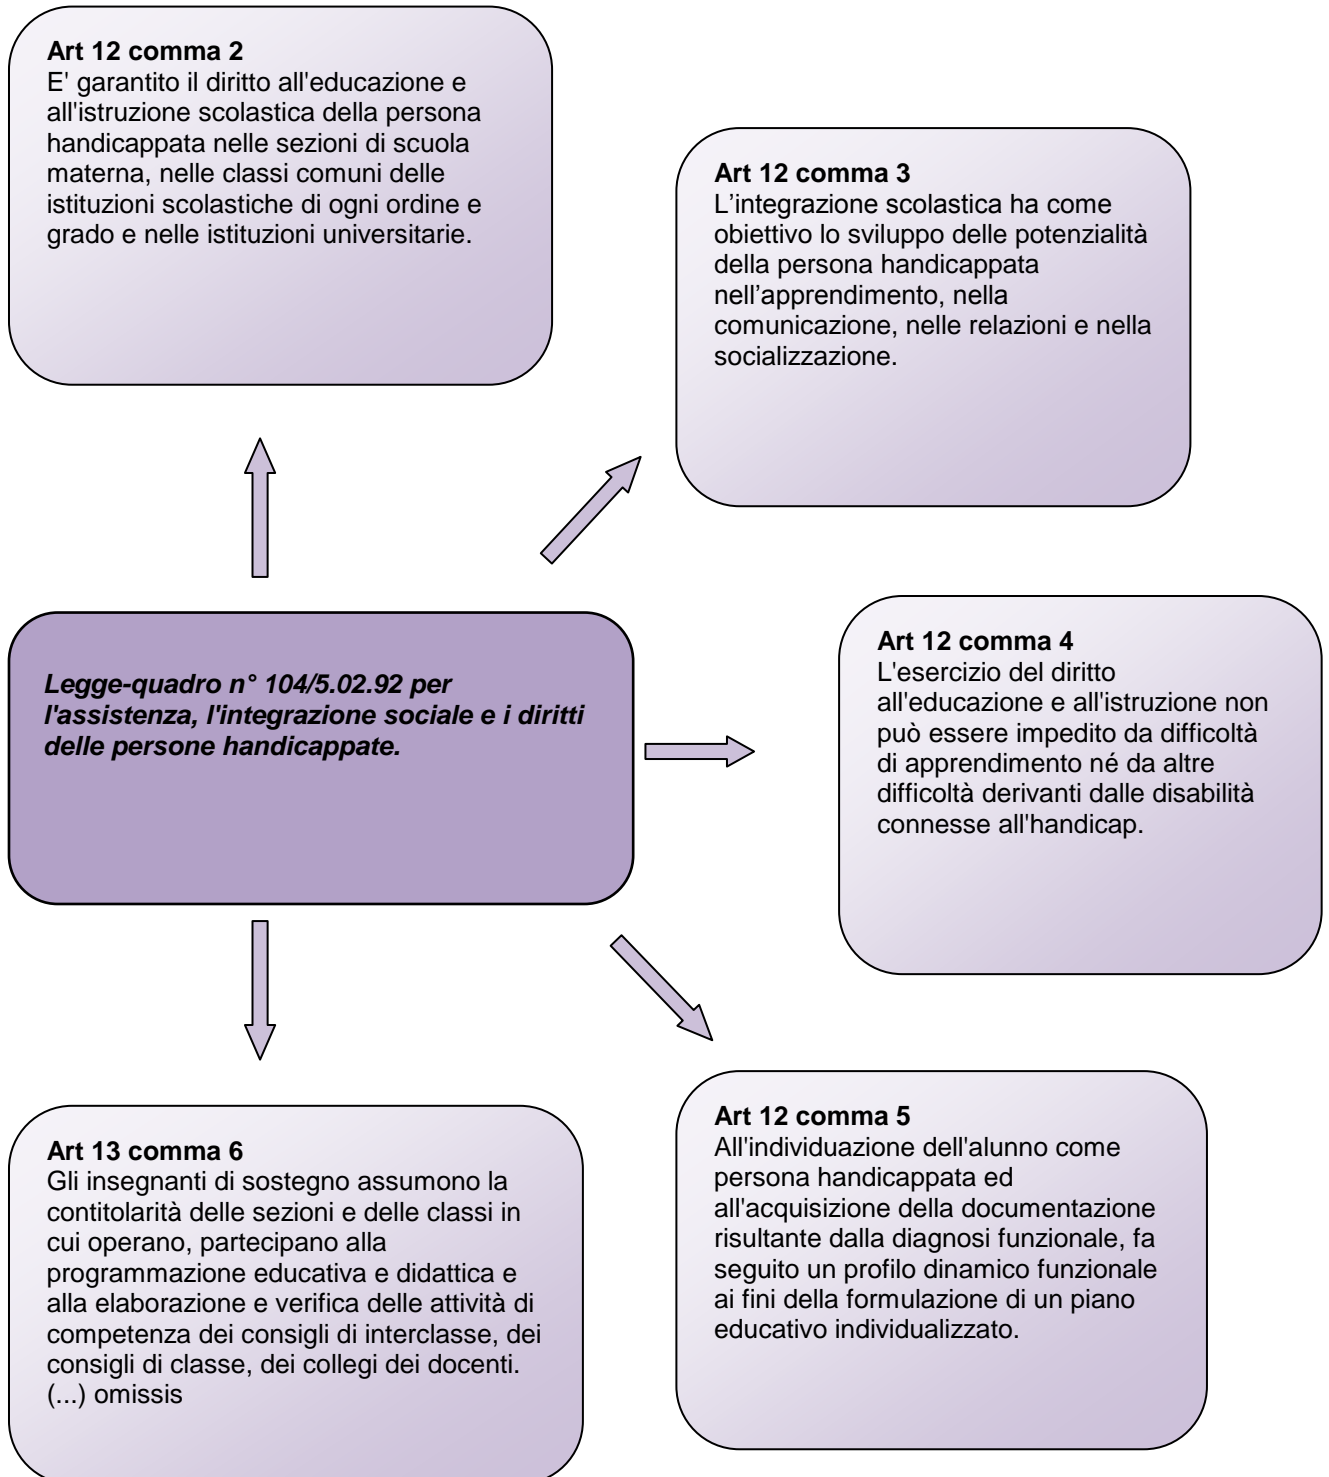 Art 12 comma 2
E' garantito il diritto all'educazione e
all'istruzione scolastica della persona
handicappata nelle sezioni di scuola
materna, nelle classi comuni delle
istituzioni scolastiche di ogni ordine e
grado e nelle istituzioni universitarie.
Art 12 comma 3
L’integrazione scolastica ha come
obiettivo lo sviluppo delle potenzialità
della persona handicappata
nell’apprendimento, nella
comunicazione, nelle relazioni e nella
socializzazione.
Legge-quadro n° 104/5.02.92 per
l'assistenza, l'integrazione sociale e i diritti
delle persone handicappate.
Art 12 comma 4
L'esercizio del diritto
all'educazione e all'istruzione non
può essere impedito da difficoltà
di apprendimento né da altre
difficoltà derivanti dalle disabilità
connesse all'handicap.
Art 13 comma 6
Gli insegnanti di sostegno assumono la
contitolarità delle sezioni e delle classi in
cui operano, partecipano alla
programmazione educativa e didattica e
alla elaborazione e verifica delle attività di
competenza dei consigli di interclasse, dei
consigli di classe, dei collegi dei docenti.
(...) omissis
Art 12 comma 5
All'individuazione dell'alunno come
persona handicappata ed
all'acquisizione della documentazione
risultante dalla diagnosi funzionale, fa
seguito un profilo dinamico funzionale
ai fini della formulazione di un piano
educativo individualizzato.